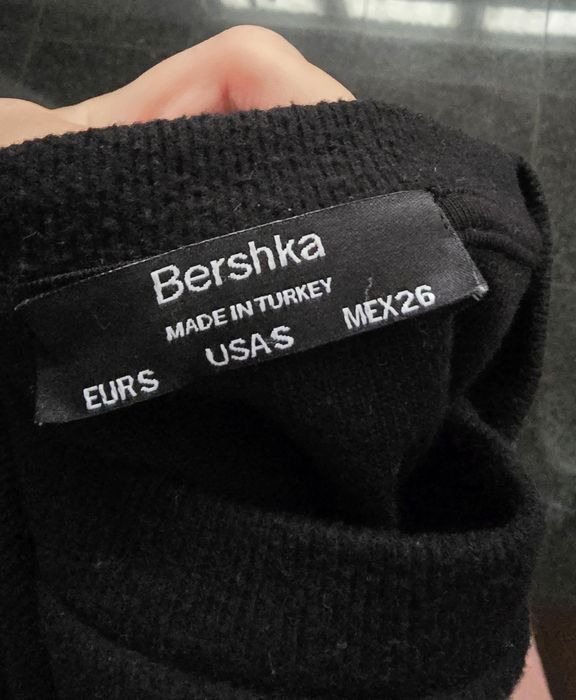 Bershka
MADE IN TURKEY
EUR S USA S MEX 26